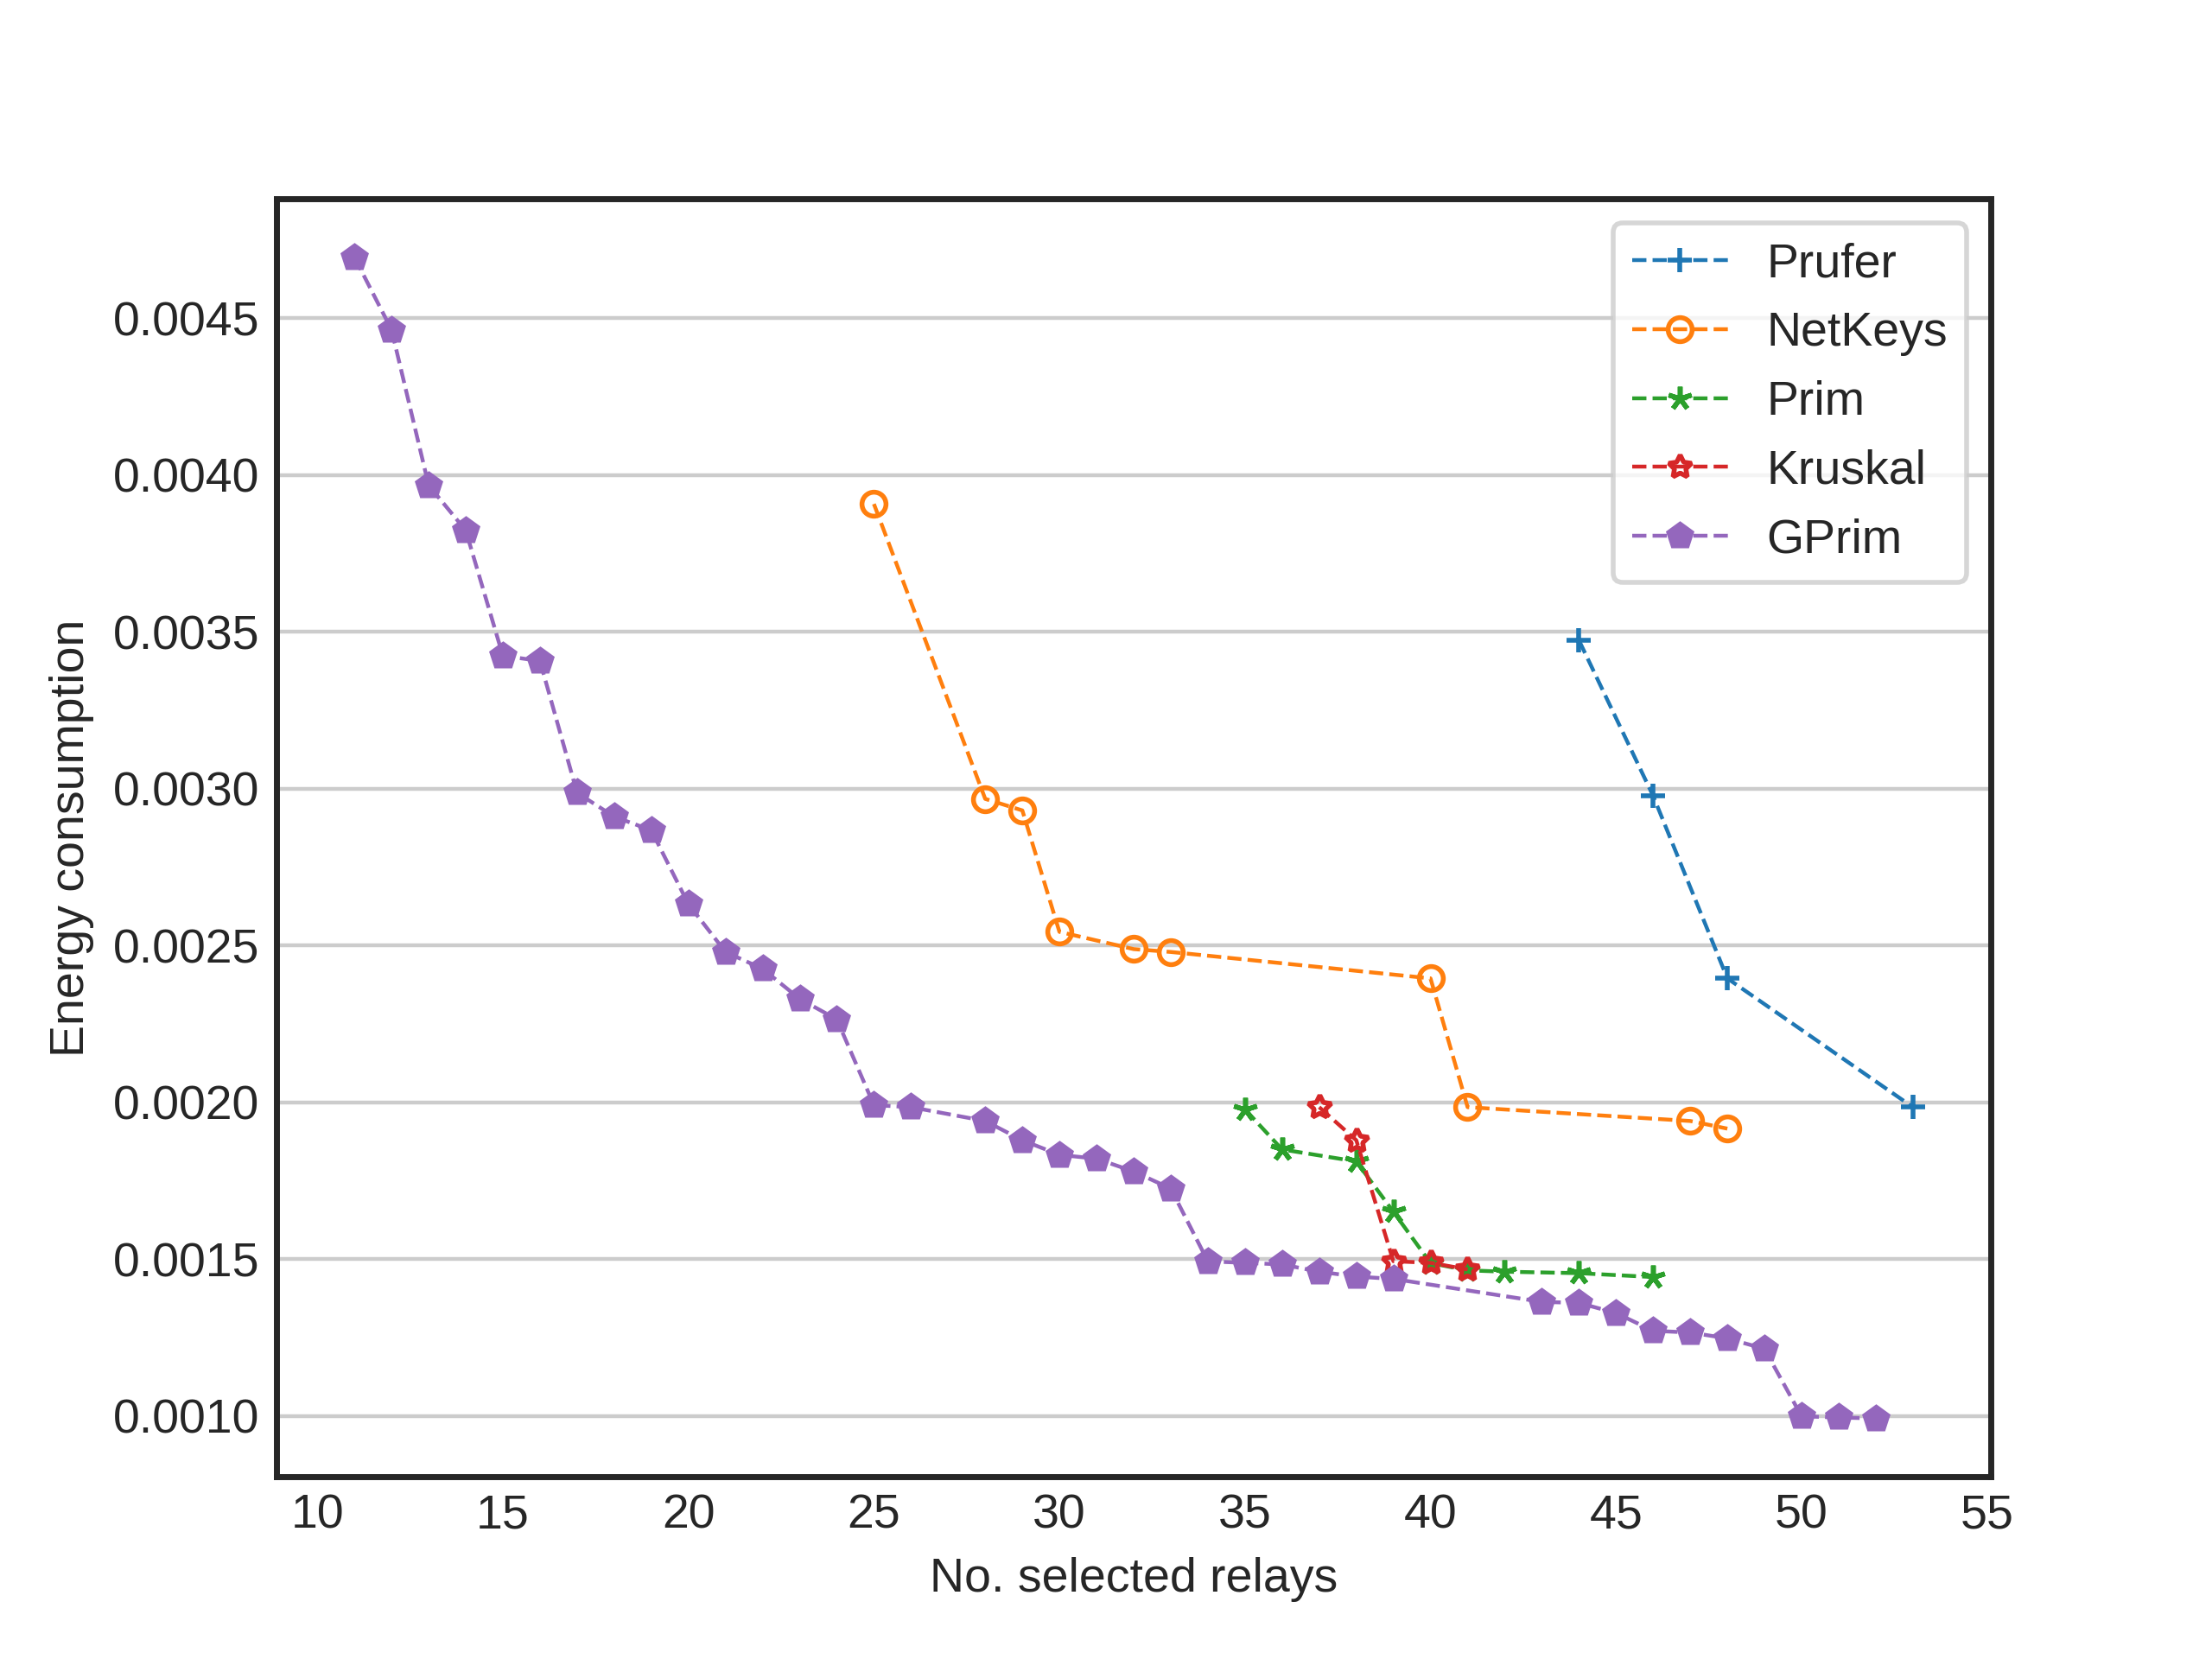 Prufer
NetKeys
Prim
Kruskal
GPrim
0.0045
0.0040
0.0035
0.0030
0.0025
0.0020
0.0015
0.0010
Energy consumption
10 15 20 25 30 35 40 45 50 55
No. selected relays